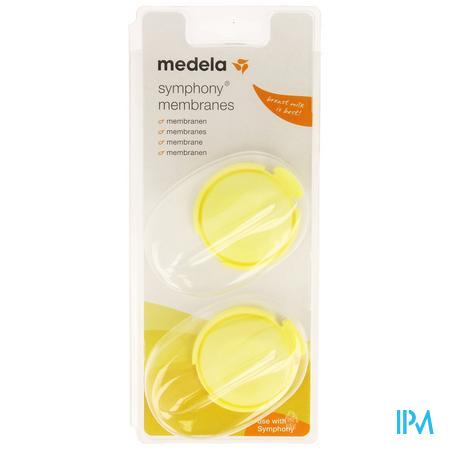 medela
symphony®
membranes
membranen
membranes
membrane
membranen
breast milk
is best!
use with
Symphony
IPM